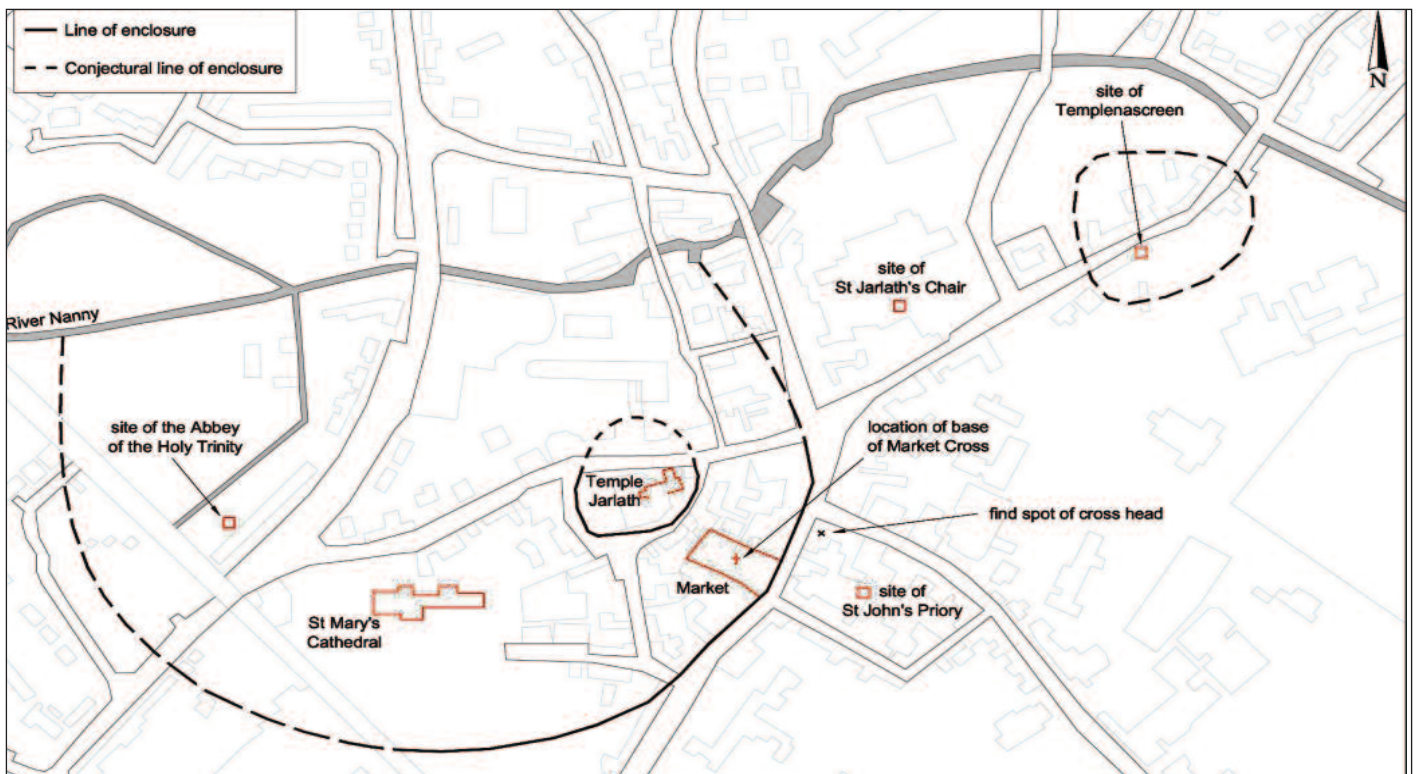 Line of enclosure
Conjectural line of enclosure
N
site of
Templenascreen
site of
St Jarlath's Chair
River Nanny
site of the Abbey
of the Holy Trinity
location of base
of Market Cross
Temple
Jarlath
find spot of cross head
Market
site of
St John's Priory
St Mary's
Cathedral